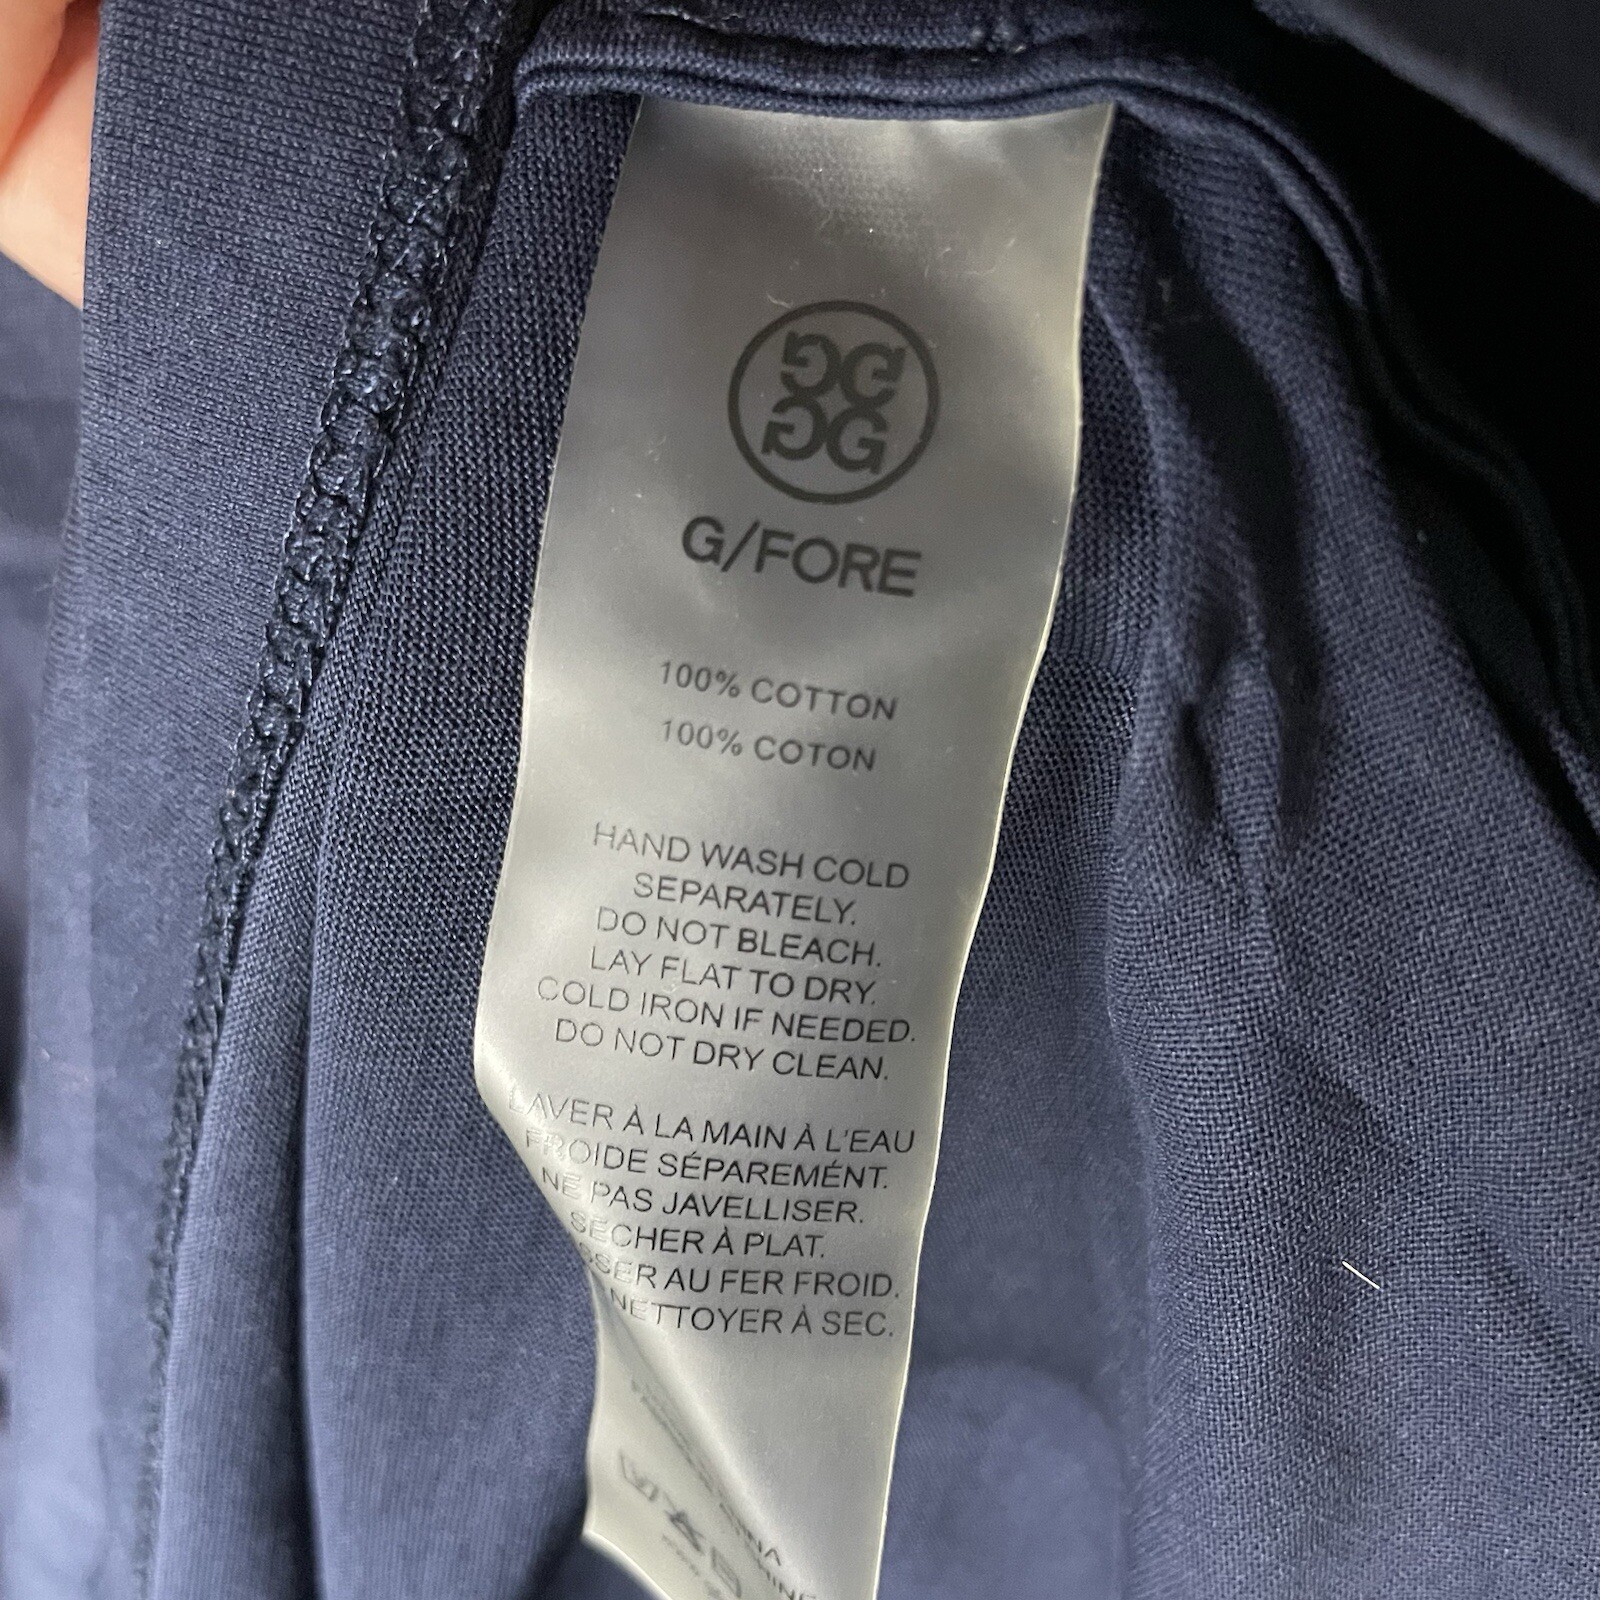 G/FORE
100% COTTON
100% COTON
HAND WASH COLD
SEPARATELY.
DO NOT BLEACH.
LAY FLAT TO DRY.
COLD IRON IF NEEDED.
DO NOT DRY CLEAN.
LAVER À LA MAIN À L'EAU
FROIDE SÉPAREMÉNT.
NE PAS JAVELLISER.
SÉCHER À PLAT.
AU FER FROID.
NETTOYER À SEC.